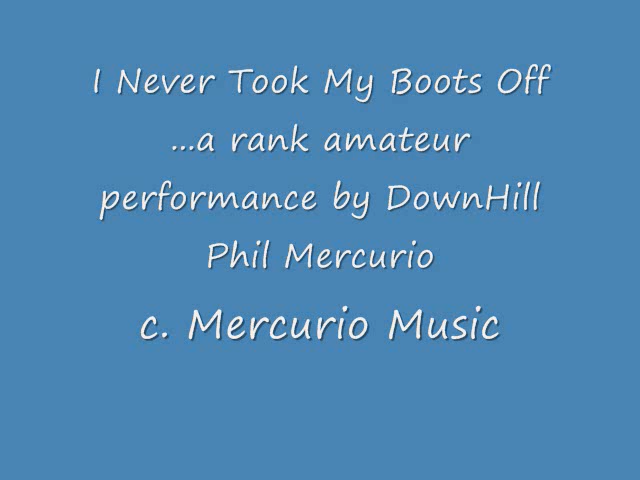 I Never Took My Boots Off
...a rank amateur
performance by DownHill
Phil Mercurio
c. Mercurio Music